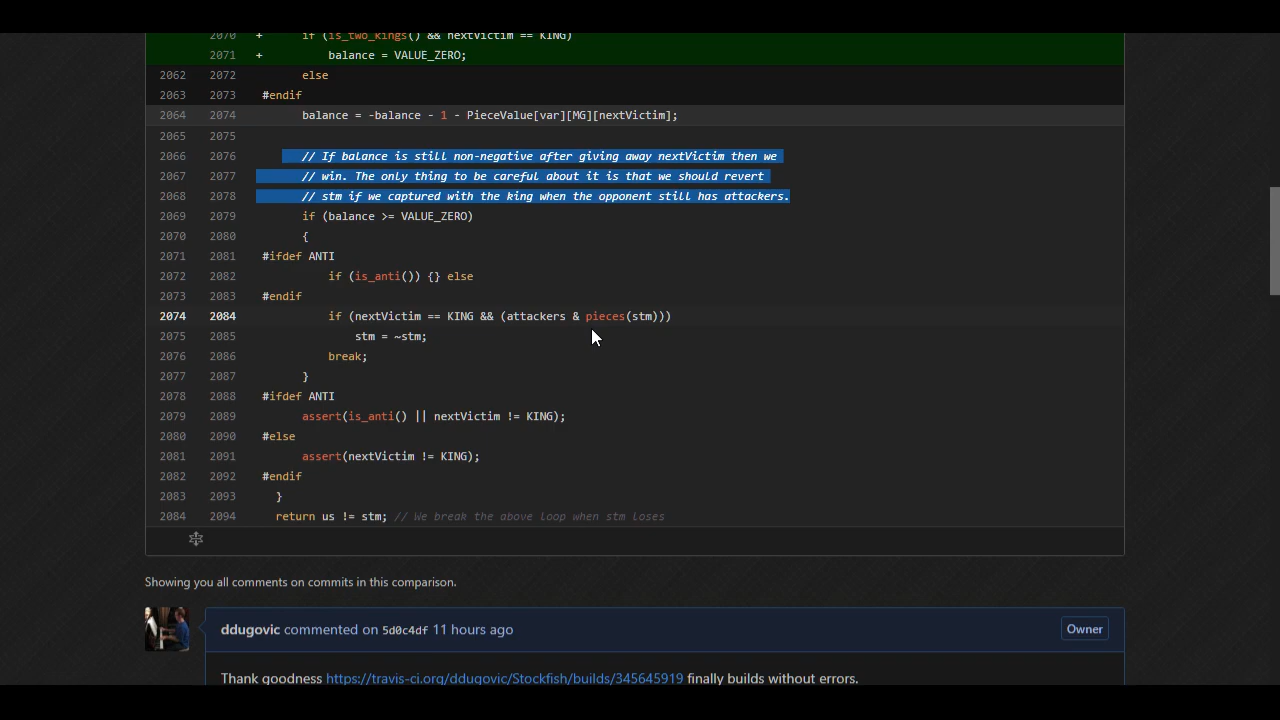 2070 + if (is_two_kings() && nextVictim == KING)
2071 + balance = VALUE_ZERO;
2062 2072 else
2063 2073 #endif
2064 2074 balance = -balance - 1 - PieceValue[var][MG][nextVictim];
2065 2075
2066 2076 // If balance is still non-negative after giving away nextVictim then we
2067 2077 // win. The only thing to be careful about it is that we should revert
2068 2078 // stm if we captured with the king when the opponent still has attackers.
2069 2079 if (balance >= VALUE_ZERO)
2070 2080 {
2071 2081 #ifdef ANTI
2072 2082 if (is_anti()) {} else
2073 2083 #endif
2074 2084 if (nextVictim == KING && (attackers & pieces(stm)))
2075 2085 stm = ~stm;
2076 2086 break;
2077 2087 }
2078 2088 #ifdef ANTI
2079 2089 assert(is_anti() || nextVictim != KING);
2080 2090 #else
2081 2091 assert(nextVictim != KING);
2082 2092 #endif
2083 2093 }
2084 2094 return us != stm; // We break the above loop when stm loses
Showing you all comments on commits in this comparison.
ddugovic commented on 5d0c4df 11 hours ago Owner
Thank goodness https://travis-ci.org/ddugovic/Stockfish/builds/345645919 finally builds without errors.